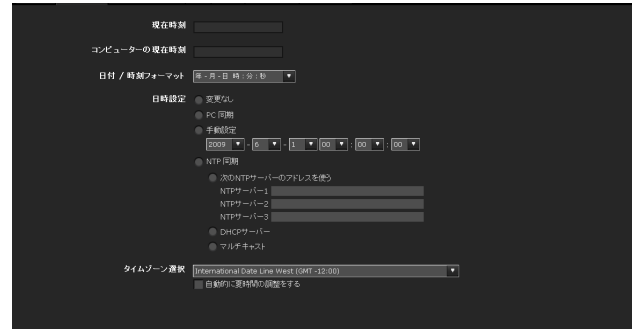 現在時刻
コンピューターの現在時刻
日付 / 時刻フォーマット 年 - 月 - 日 時 : 分 : 秒
日時設定 変更なし
PC 同期
手動設定
2009 - 6 - 1 00 : 00 : 00
NTP 同期
次のNTPサーバーのアドレスを使う
NTPサーバー1
NTPサーバー2
NTPサーバー3
DHCPサーバー
マルチキャスト
タイムゾーン選択 International Date Line West (GMT -12:00)
自動的に夏時間の調整をする